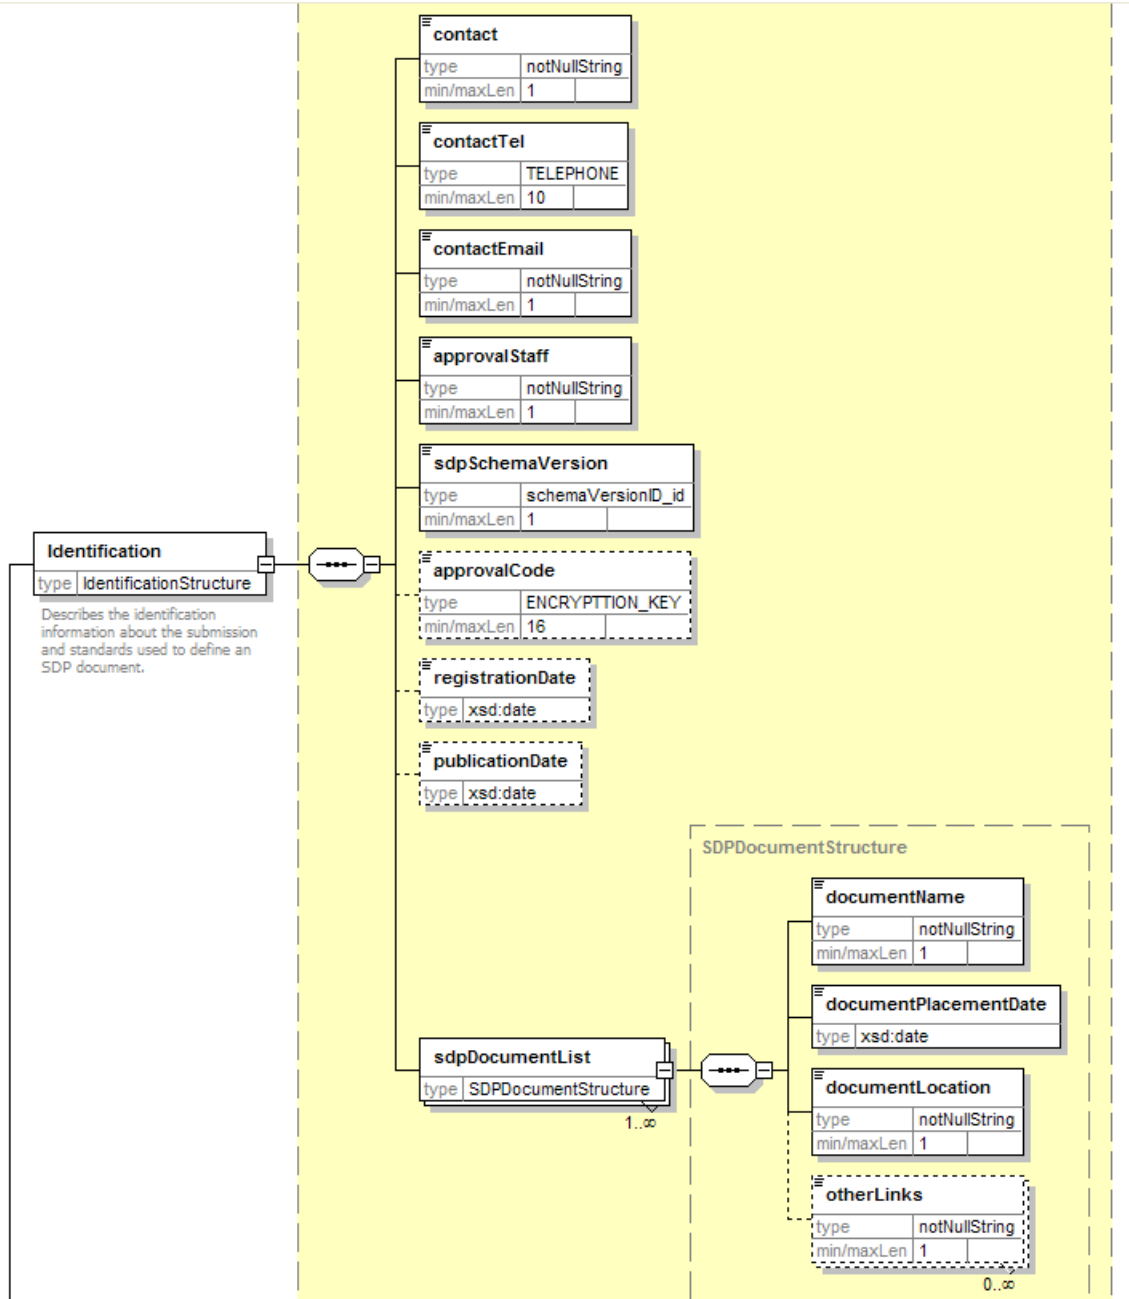 contact
type notNullString
min/maxLen 1
contactTel
type TELEPHONE
min/maxLen 10
contactEmail
type notNullString
min/maxLen 1
approvalStaff
type notNullString
min/maxLen 1
sdpSchemaVersion
type schemaVersionID_id
min/maxLen 1
Identification
type IdentificationStructure
Describes the identification
information about the submission
and standards used to define an
SDP document.
approvalCode
type ENCRYPTTION_KEY
min/maxLen 16
registrationDate
type xsd:date
publicationDate
type xsd:date
sdpDocumentList
type SDPDocumentStructure
1..∞
SDPDocumentStructure
documentName
type notNullString
min/maxLen 1
documentPlacementDate
type xsd:date
documentLocation
type notNullString
min/maxLen 1
otherLinks
type notNullString
min/maxLen 1
0..∞